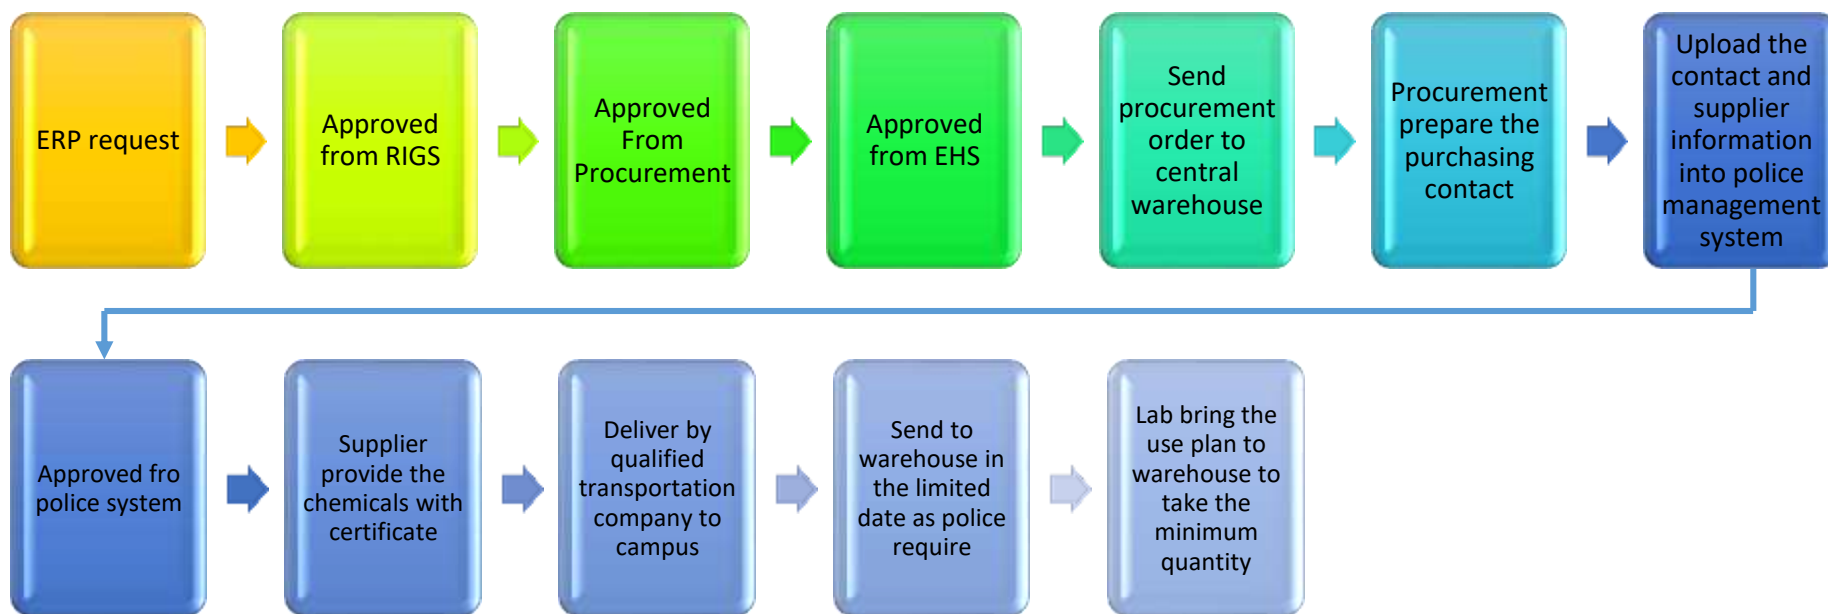 ERP request
Approved
from RIGS
Approved
From
Procurement
Approved
from EHS
Send
procurement
order to
central
warehouse
Procurement
prepare the
purchasing
contact
Upload the
contact and
supplier
information
into police
management
system
Approved fro
police system
Supplier
provide the
chemicals with
certificate
Deliver by
qualified
transportation
company to
campus
Send to
warehouse in
the limited
date as police
require
Lab bring the
use plan to
warehouse to
take the
minimum
quantity